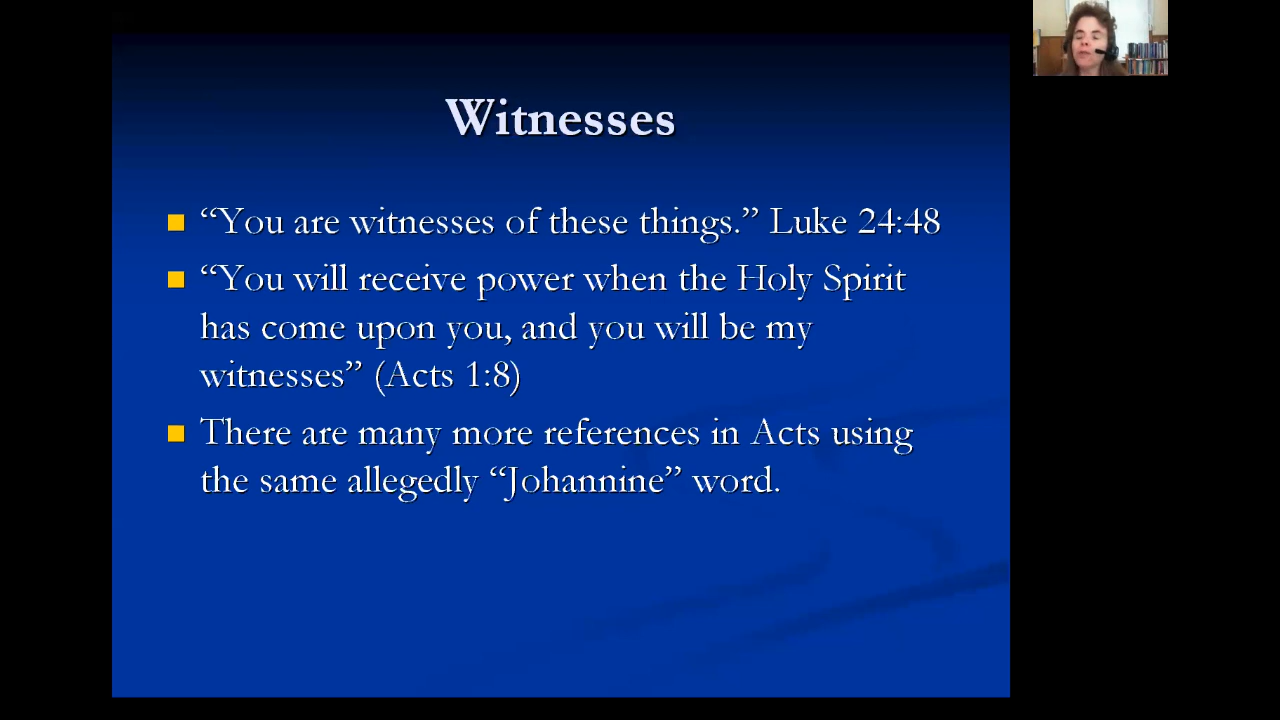 Witnesses
“You are witnesses of these things.” Luke 24:48
“You will receive power when the Holy Spirit
has come upon you, and you will be my
witnesses” (Acts 1:8)
There are many more references in Acts using
the same allegedly “Johannine” word.